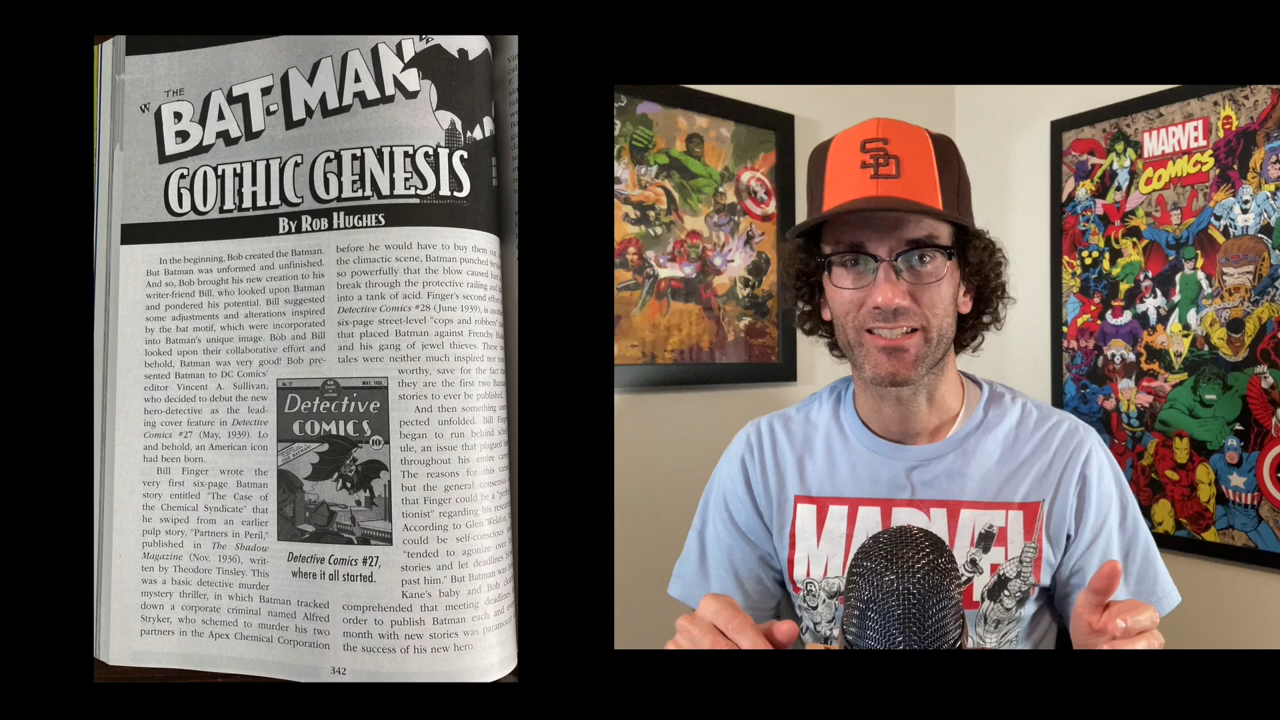 "THE
BAT-MAN"
GOTHIC GENESIS
BY ROB HUGHES
In the beginning, Bob created the Batman.
But Batman was unformed and unfinished.
And so, Bob brought his new creation to his
writer-friend Bill, who looked upon Batman
and pondered his potential. Bill suggested
some adjustments and alterations inspired
by the bat motif, which were incorporated
into Batman's unique image. Bob and Bill
looked upon their collaborative effort and
behold, Batman was very good! Bob pre-
sented Batman to DC Comics'
editor Vincent A. Sullivan,
who decided to debut the new
hero-detective as the lead-
ing cover feature in Detective
Comics #27 (May, 1939). Lo
and behold, an American icon
had been born.
Bill Finger wrote the
very first six-page Batman
story entitled "The Case of
the Chemical Syndicate" that
he swiped from an earlier
pulp story, "Partners in Peril,"
published in The Shadow
Magazine (Nov. 1936), writ-
ten by Theodore Tinsley. This
was a basic detective murder
mystery thriller, in which Batman tracked
down a corporate criminal named Alfred
Stryker, who schemed to murder his two
partners in the Apex Chemical Corporation
before he would have to buy them
the climactic scene, Batman punched
so powerfully that the blow caused
break through the protective railing and
into a tank of acid. Finger's second
Detective Comics #28 (June 1939), is
six-page street-level "cops and robbers"
that placed Batman against Frenchy
and his gang of jewel thieves. These
tales were neither much inspired nor
worthy, save for the fact
they are the first two
stories to ever be published.
And then something
pected unfolded. Bill
began to run behind
ule, an issue that plagued
throughout his entire
The reasons for this
but the general consensus
that Finger could be a
tionist" regarding his
According to Glen Weldon,
could be self-conscious
"tended to agonize
stories and let deadlines
past him." But Batman was
Kane's baby and Bob
comprehended that meeting deadlines
order to publish Batman each and
month with new stories was
the success of his new hero.
No. 27
MAY, 1939
Detective
COMICS
10¢
Detective Comics #27,
where it all started.
342
SD
MARVEL
MARVEL
COMICS